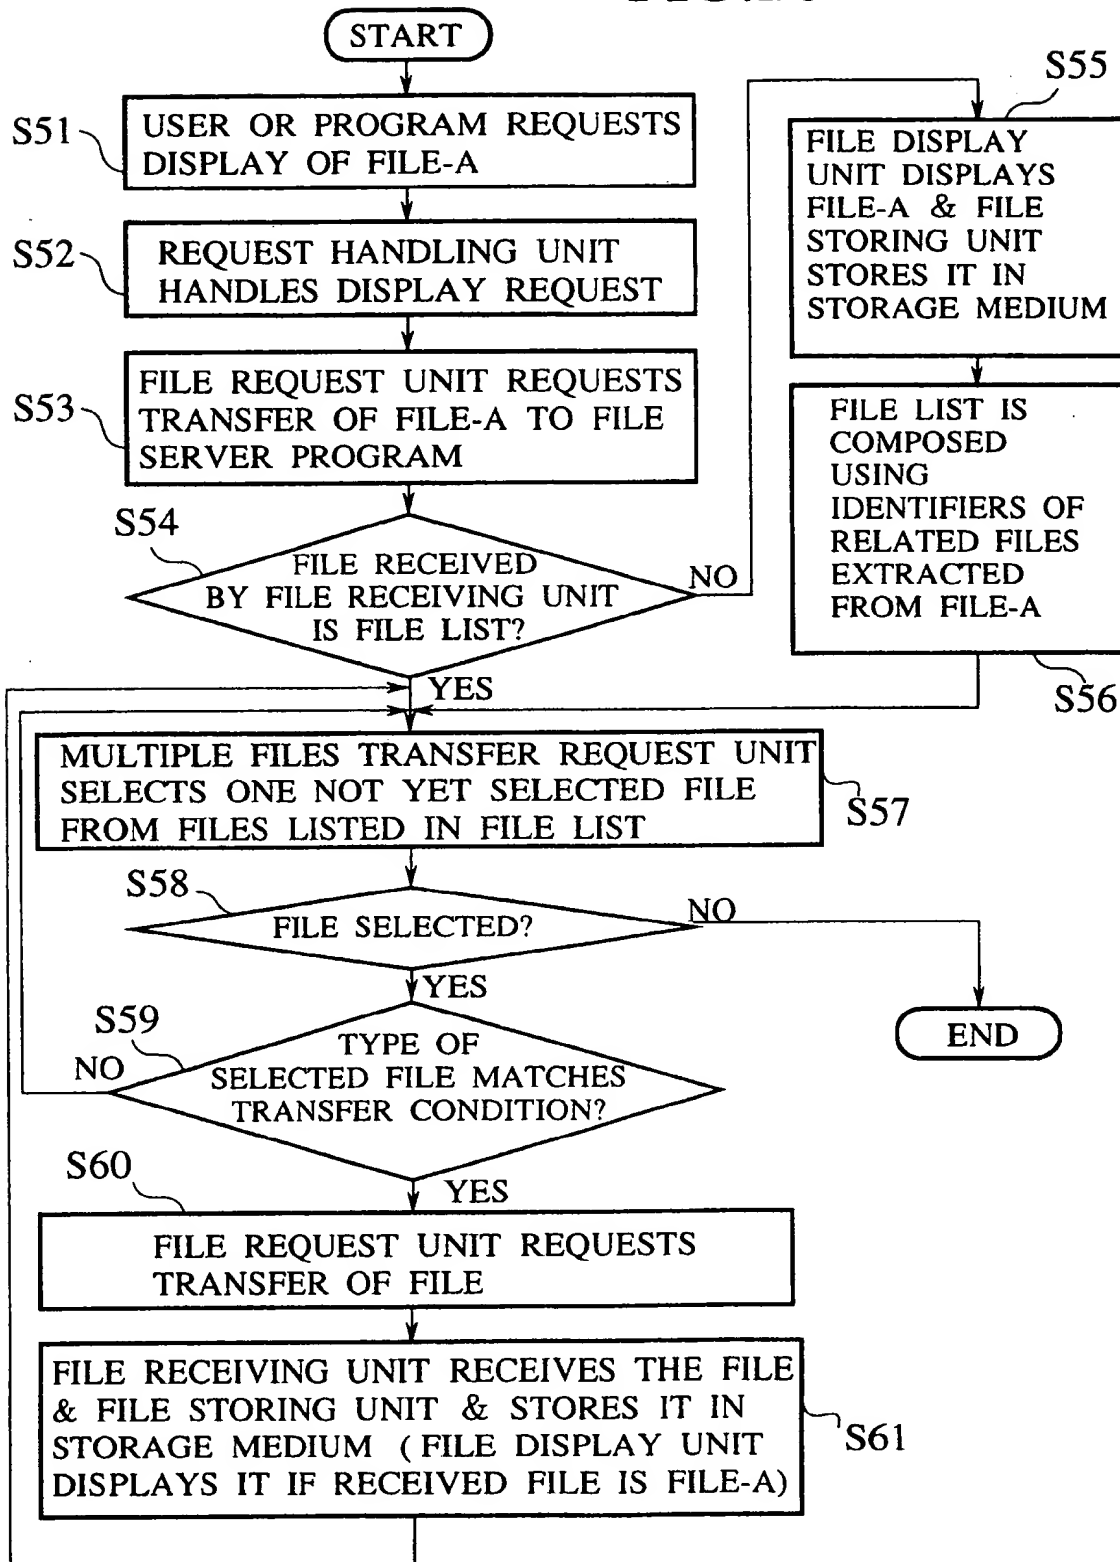 START
S51
USER OR PROGRAM REQUESTS
DISPLAY OF FILE-A
S52
REQUEST HANDLING UNIT
HANDLES DISPLAY REQUEST
S53
FILE REQUEST UNIT REQUESTS
TRANSFER OF FILE-A TO FILE
SERVER PROGRAM
S54
FILE RECEIVED
BY FILE RECEIVING UNIT
IS FILE LIST?
NO
YES
S55
FILE DISPLAY
UNIT DISPLAYS
FILE-A & FILE
STORING UNIT
STORES IT IN
STORAGE MEDIUM
FILE LIST IS
COMPOSED
USING
IDENTIFIERS OF
RELATED FILES
EXTRACTED
FROM FILE-A
S56
MULTIPLE FILES TRANSFER REQUEST UNIT
SELECTS ONE NOT YET SELECTED FILE
FROM FILES LISTED IN FILE LIST
S57
S58
FILE SELECTED?
NO
YES
END
S59
TYPE OF
SELECTED FILE MATCHES
TRANSFER CONDITION?
NO
YES
S60
FILE REQUEST UNIT REQUESTS
TRANSFER OF FILE
FILE RECEIVING UNIT RECEIVES THE FILE
& FILE STORING UNIT & STORES IT IN
STORAGE MEDIUM ( FILE DISPLAY UNIT
DISPLAYS IT IF RECEIVED FILE IS FILE-A)
S61